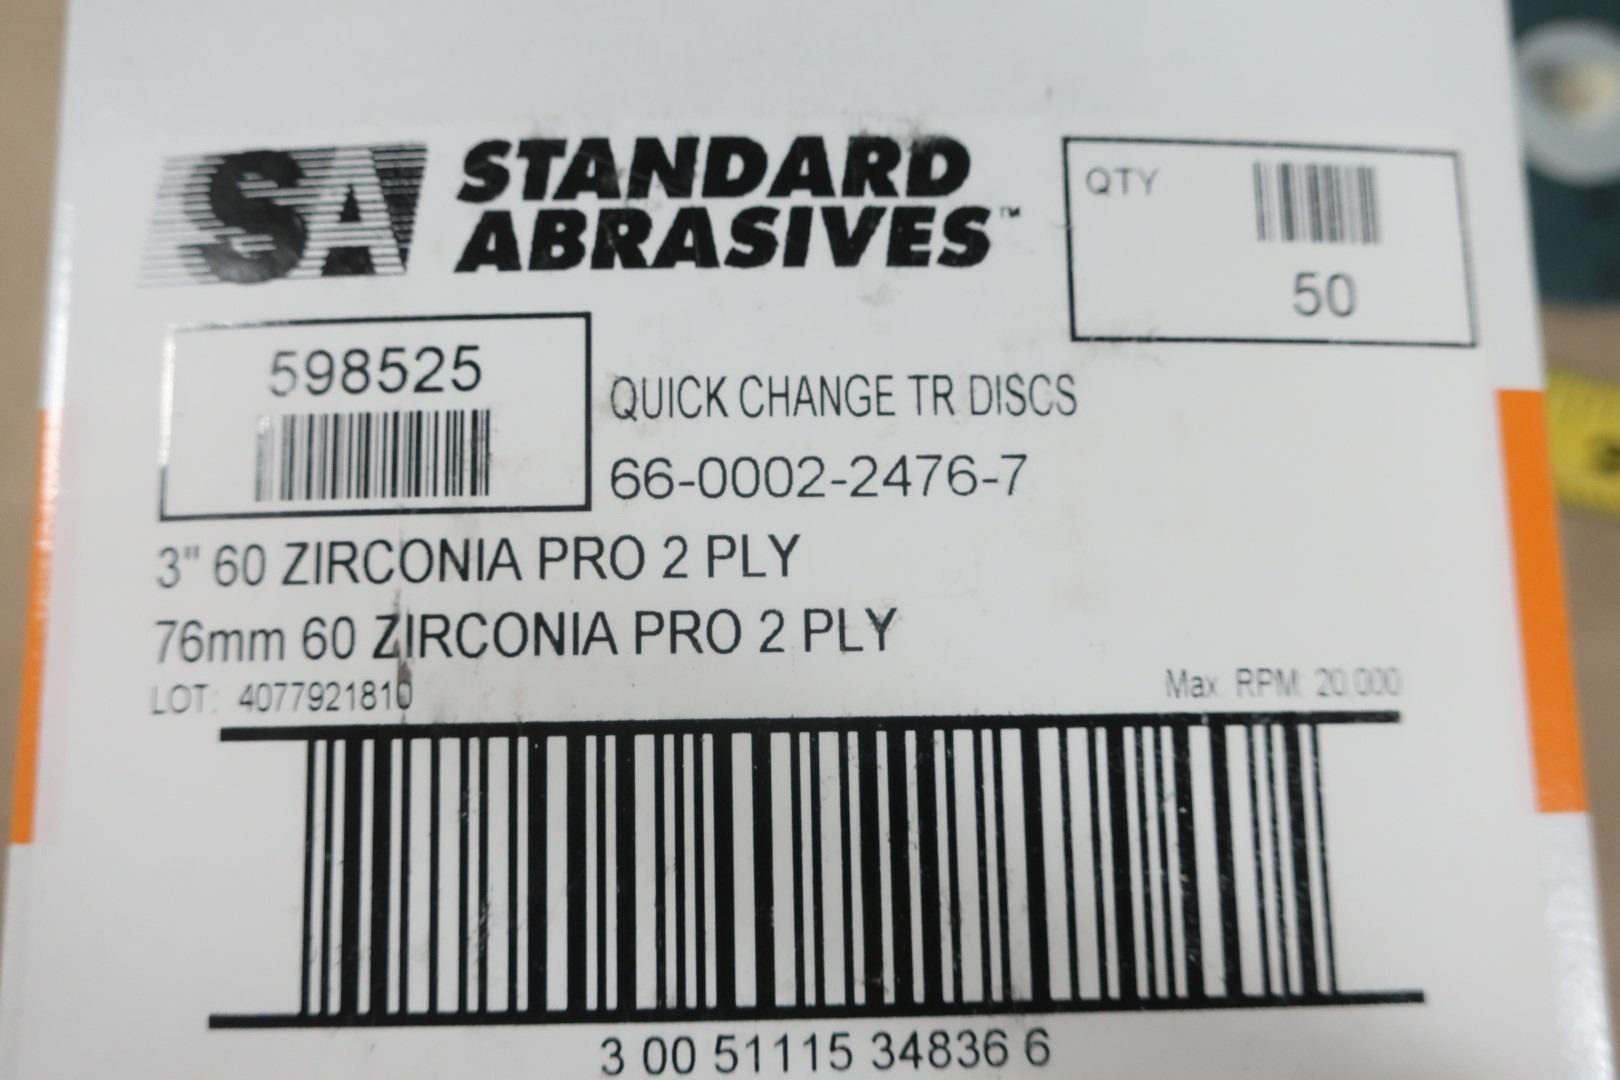 SA STANDARD
ABRASIVES™
QTY
50
598525
QUICK CHANGE TR DISCS
66-0002-2476-7
3" 60 ZIRCONIA PRO 2 PLY
76mm 60 ZIRCONIA PRO 2 PLY
LOT: 4077921810
Max RPM: 20,000
3 00 51115 34836 6